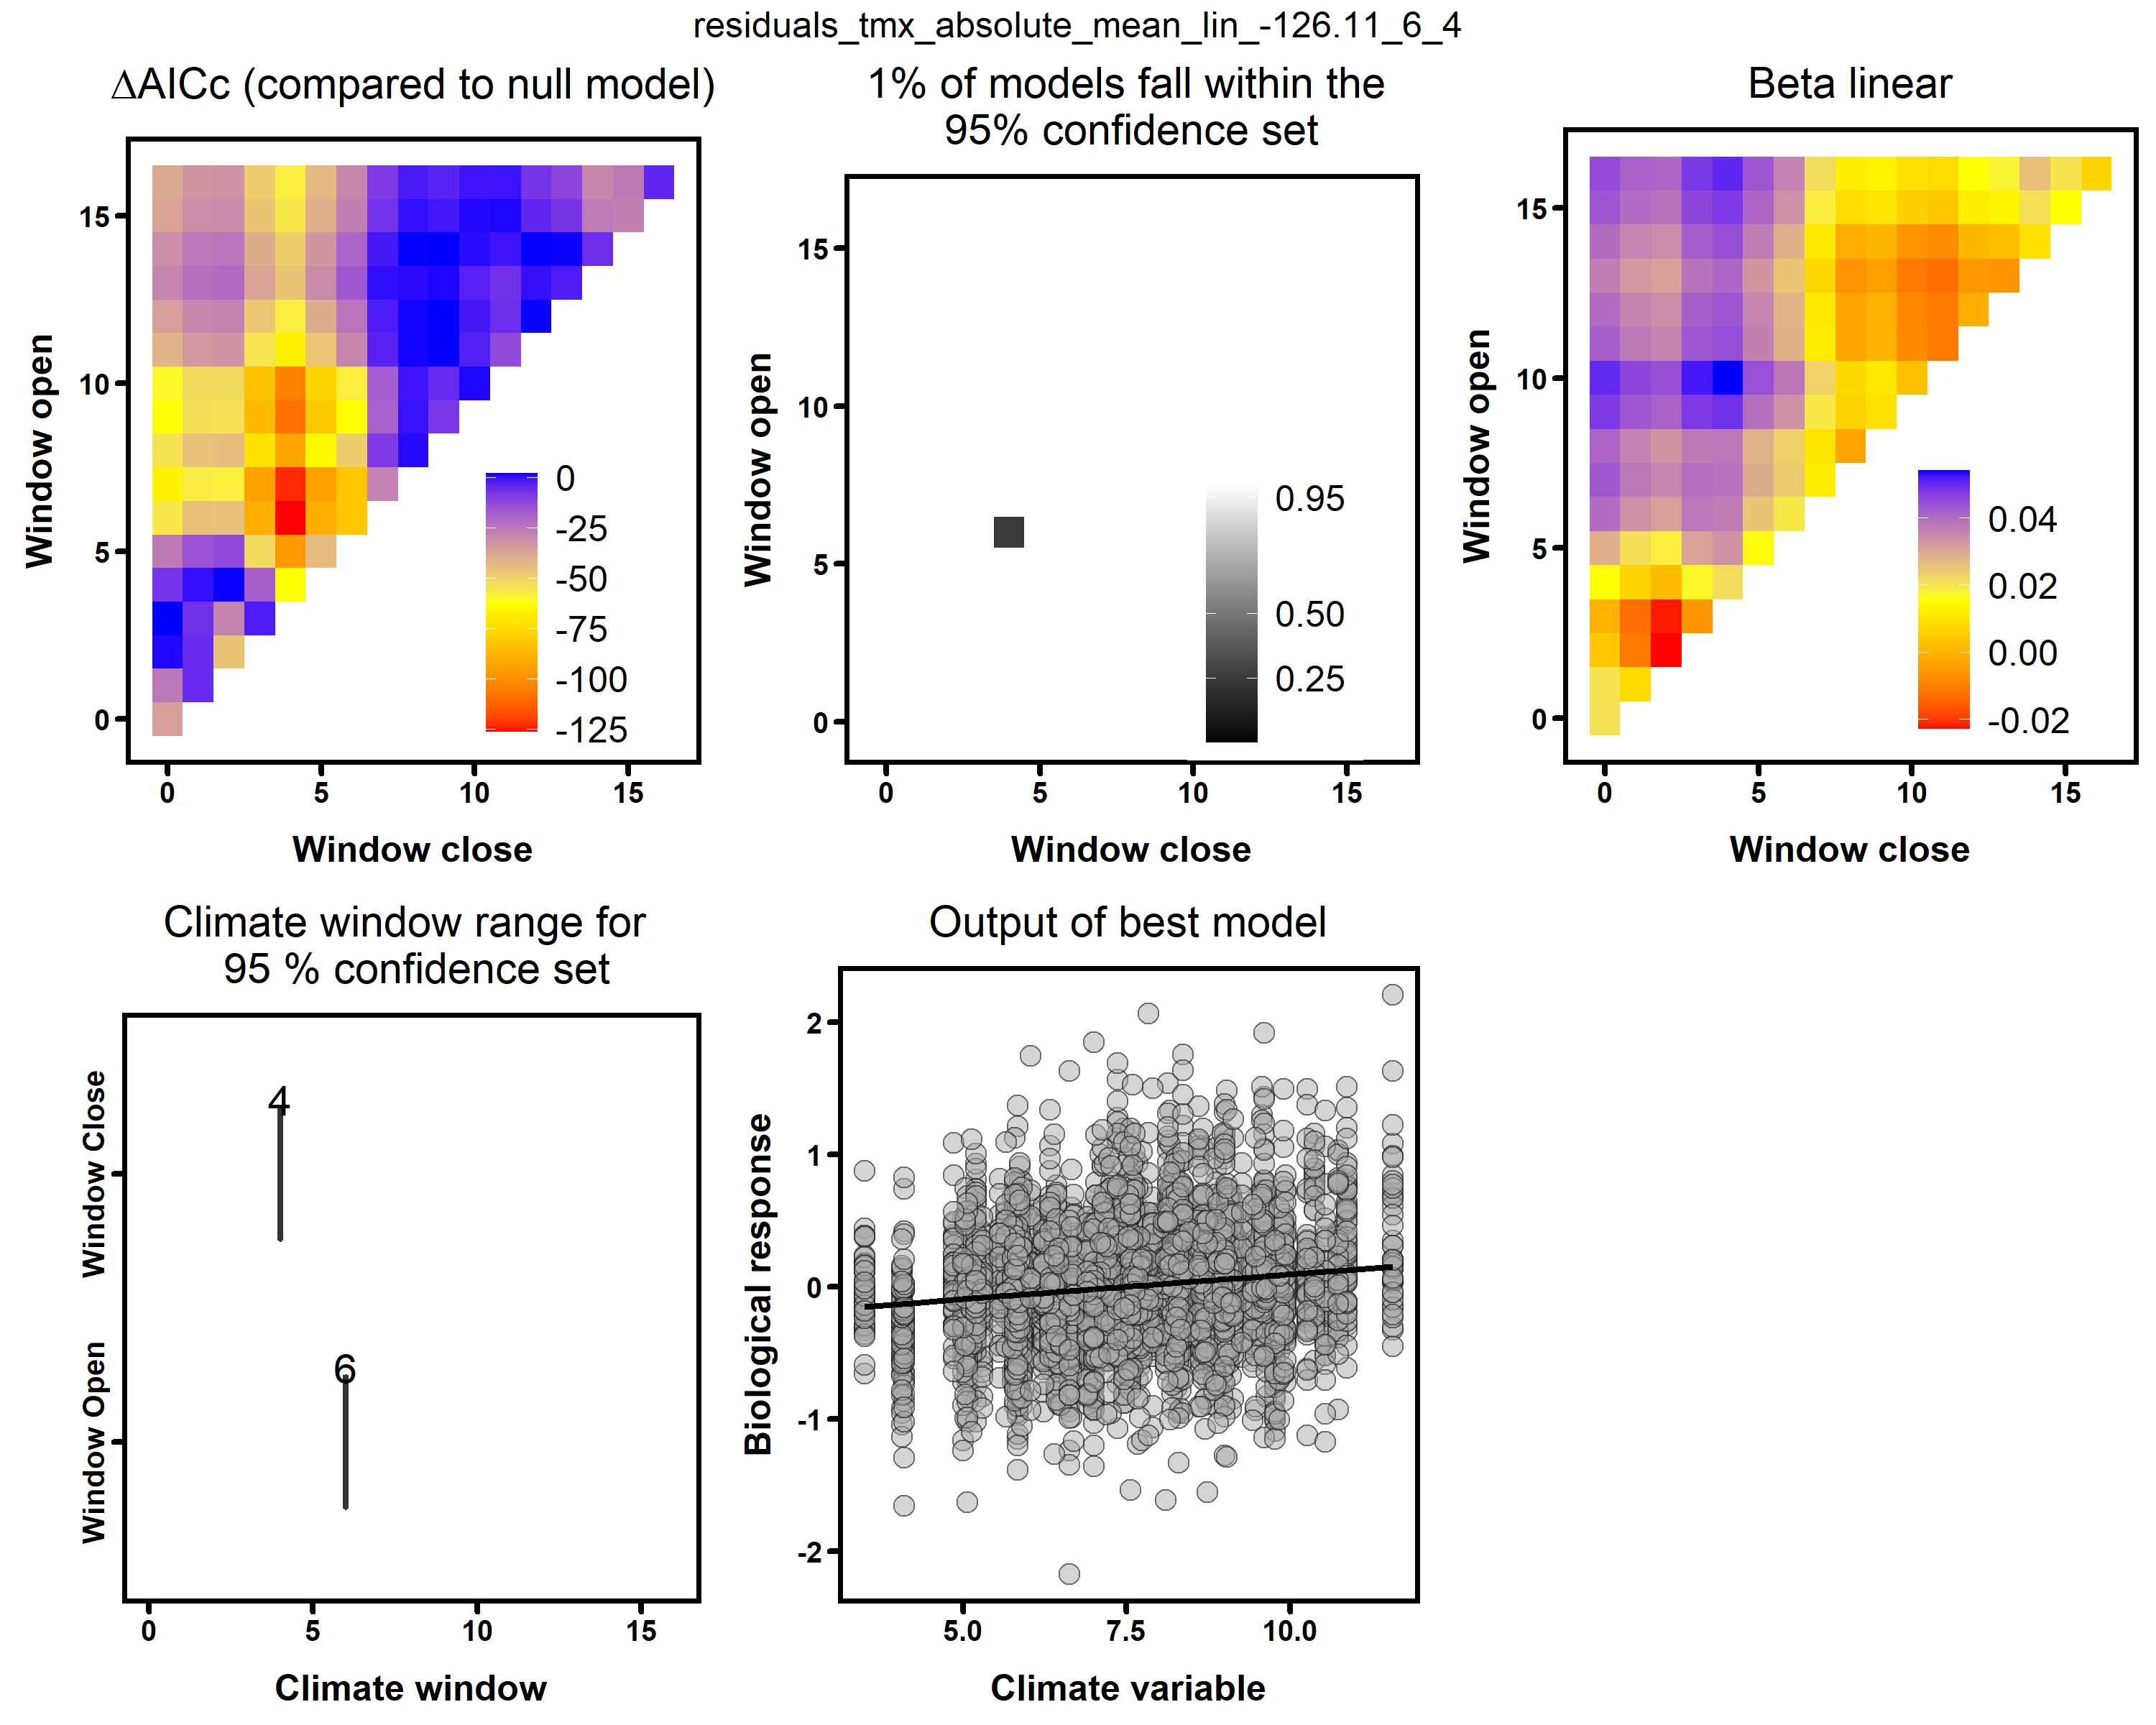 residuals_tmx_absolute_mean_lin_-126.11_6_4
ΔAICc (compared to null model)
Window open
15
10
5
0
0
-25
-50
-75
-100
-125
0 5 10 15
Window close
1% of models fall within the
95% confidence set
Window open
15
10
5
0
0.95
0.50
0.25
0 5 10 15
Window close
Beta linear
Window open
15
10
5
0
0.04
0.02
0.00
-0.02
0 5 10 15
Window close
Climate window range for
95 % confidence set
Window Close
Window Open
4
6
0 5 10 15
Climate window
Output of best model
Biological response
2
1
0
-1
-2
5.0 7.5 10.0
Climate variable